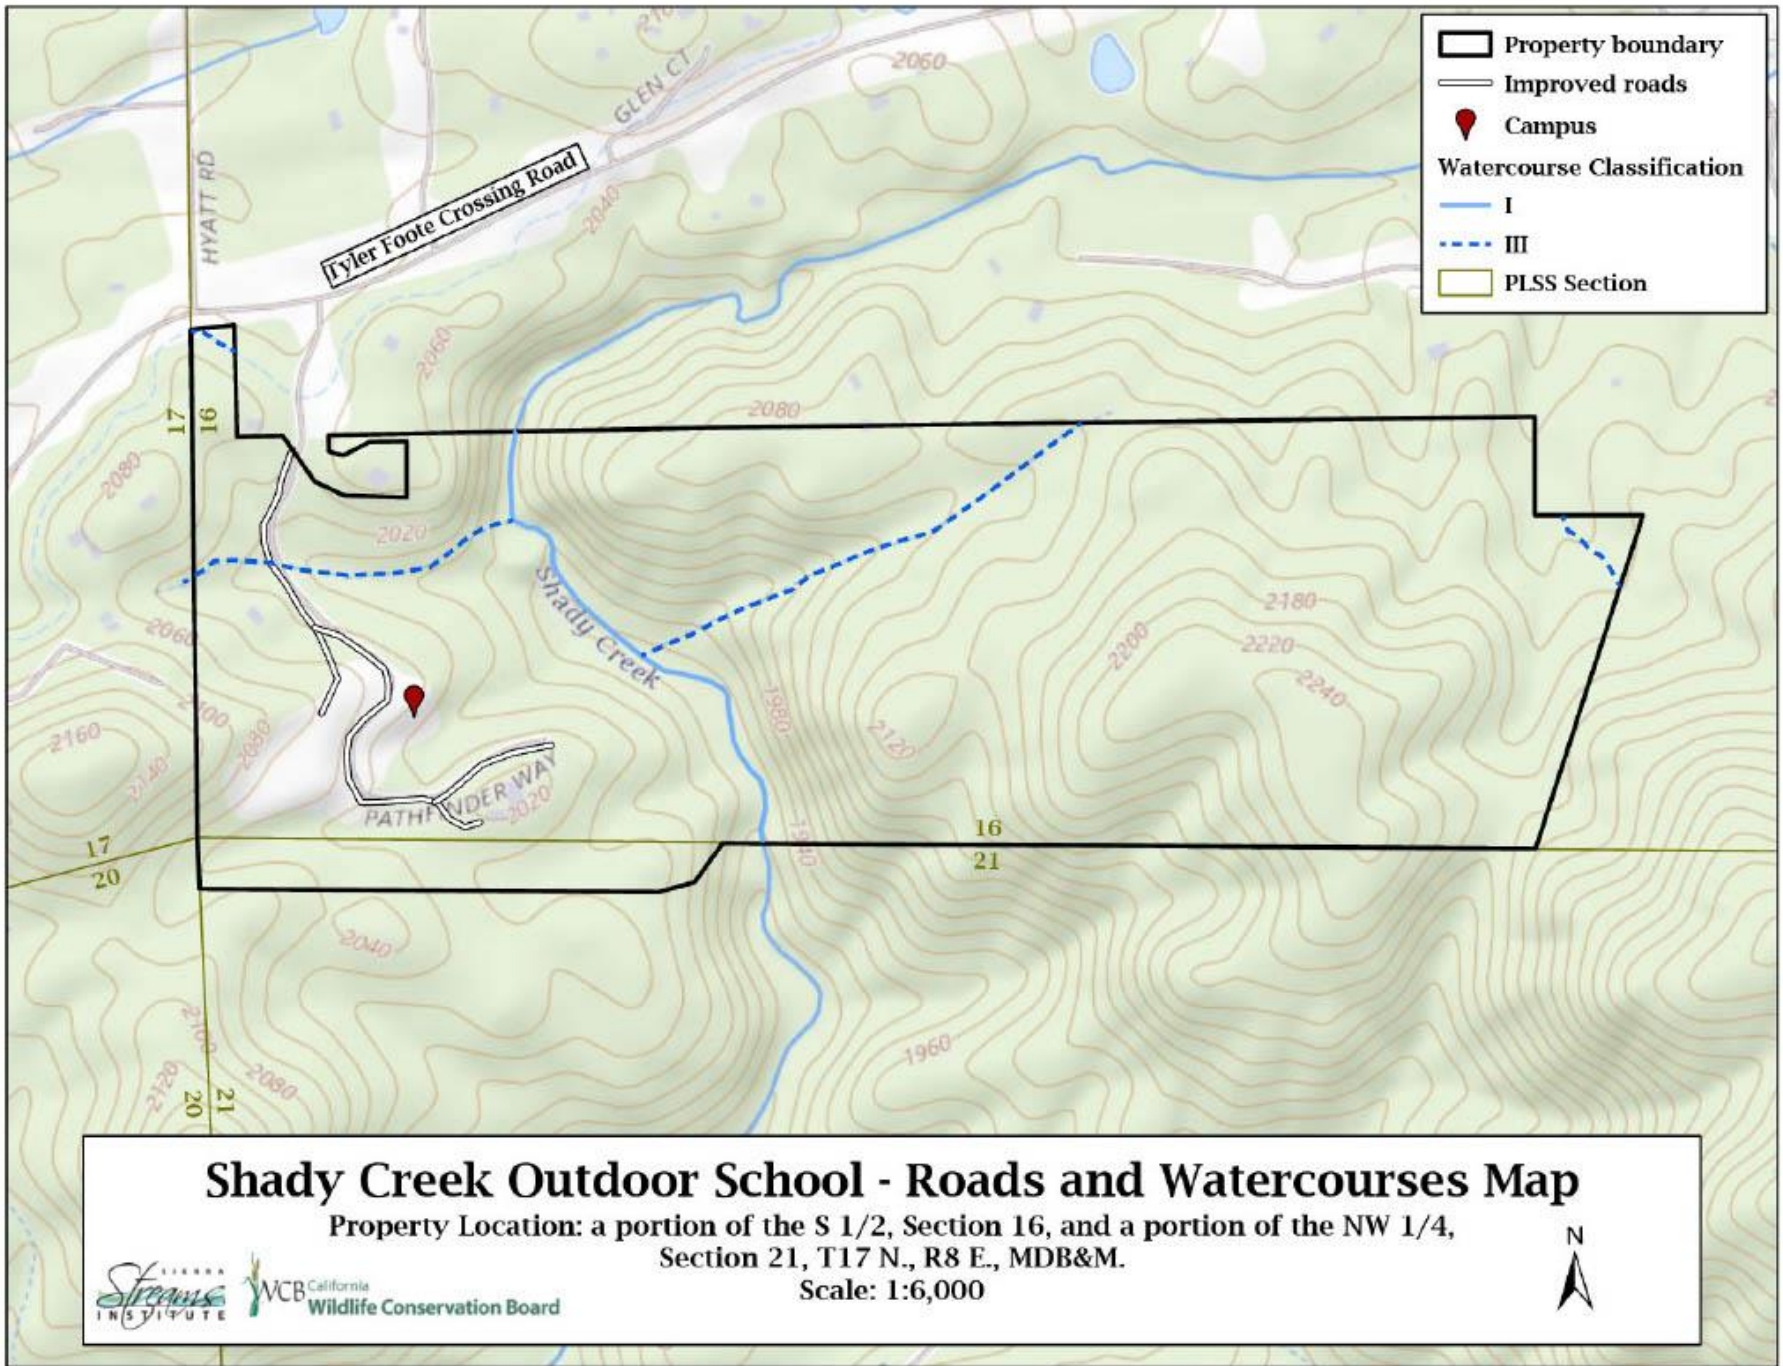 210
2060
GLEN CT
HYATT RD
Tyler Foote Crossing Road
2040
2060
Property boundary
Improved roads
Campus
Watercourse Classification
I
III
PLSS Section
17
16
2080
2080
2020
Shady Creek
2060
2100
2080
2160
2140
1980
2120
2180
2200
2220
2240
PATHFINDER WAY
2020
17
20
1940
16
21
2040
2100
2120
2080
20
21
1960
Shady Creek Outdoor School - Roads and Watercourses Map
Property Location: a portion of the S 1/2, Section 16, and a portion of the NW 1/4,
Section 21, T17 N., R8 E., MDB&M.
Scale: 1:6,000
N
SIERRA
Streams
INSTITUTE
WCB California
Wildlife Conservation Board